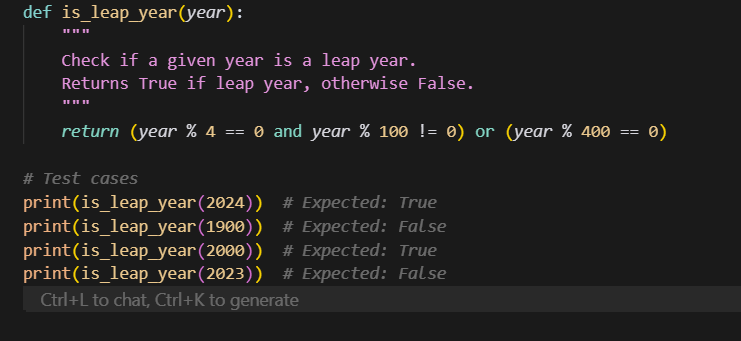 def is_leap_year(year):
    """
    Check if a given year is a leap year.
    Returns True if leap year, otherwise False.
    """
    return (year % 4 == 0 and year % 100 != 0) or (year % 400 == 0)

# Test cases
print(is_leap_year(2024))  # Expected: True
print(is_leap_year(1900))  # Expected: False
print(is_leap_year(2000))  # Expected: True
print(is_leap_year(2023))  # Expected: False
Ctrl+L to chat, Ctrl+K to generate